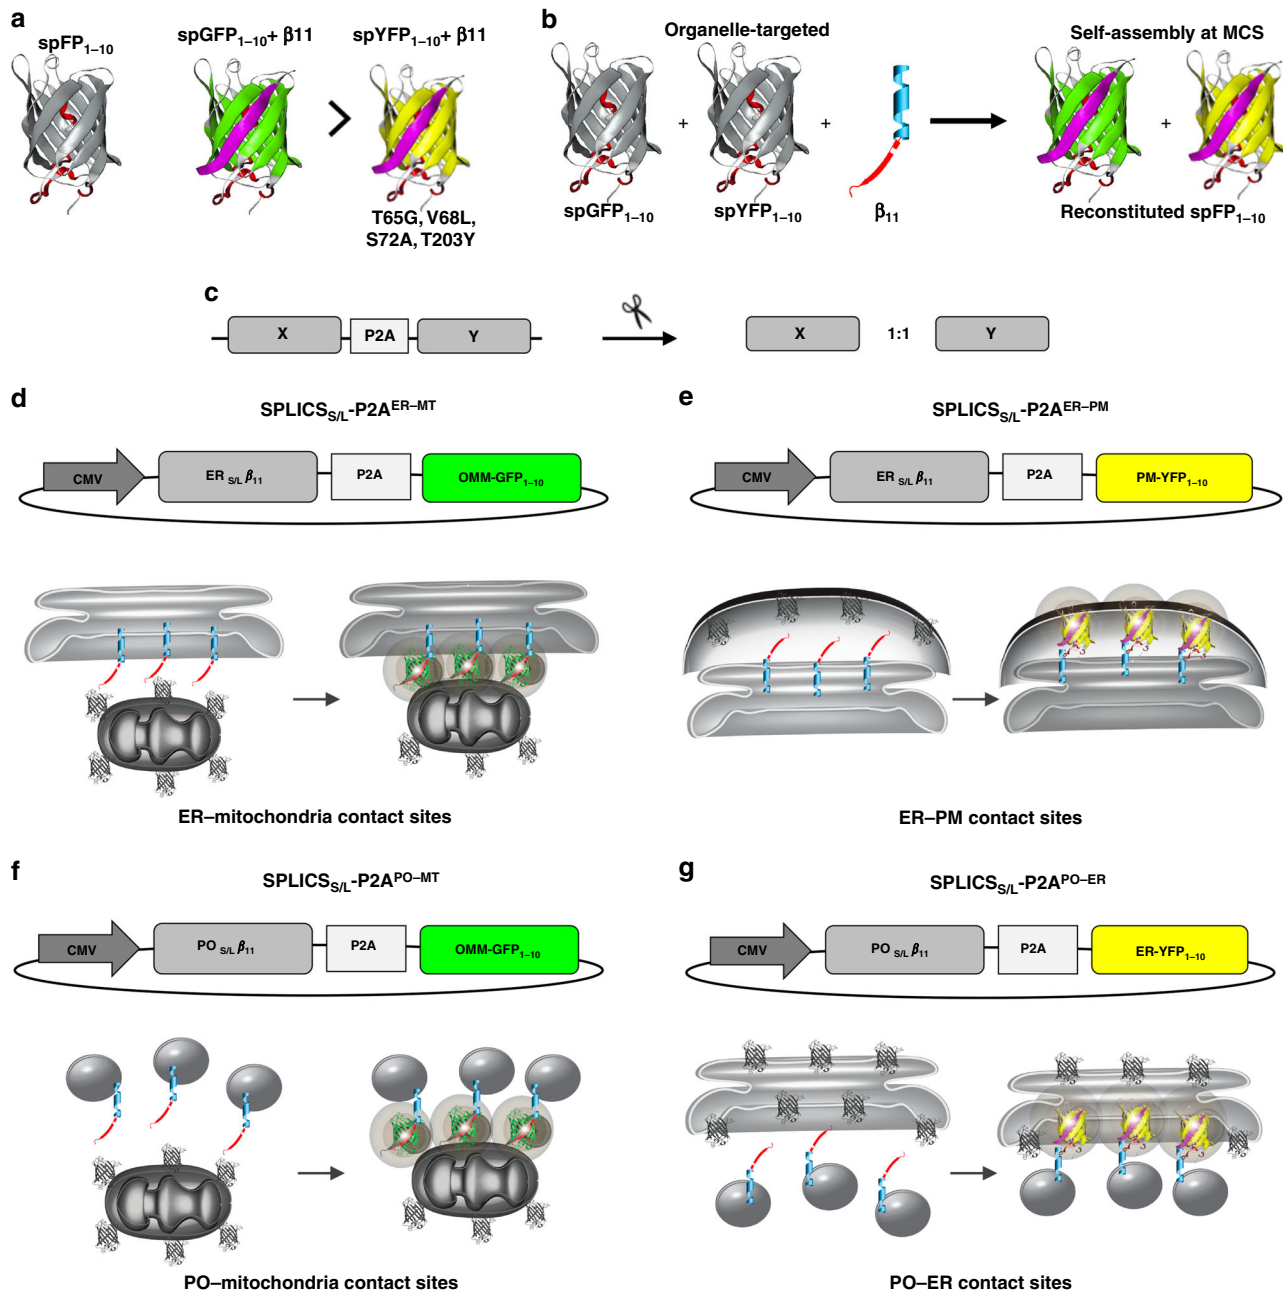 a
spFP1–10
spGFP1–10+ β11
>
spYFP1–10+ β11
T65G, V68L,
S72A, T203Y
b
Organelle-targeted
Self-assembly at MCS
+
+
+
spGFP1–10
spYFP1–10
β11
Reconstituted spFP1–10
c
X
P2A
Y
X
1:1
Y
d
SPLICSS/L-P2AER–MT
CMV
ER S/L β11
P2A
OMM-GFP1–10
ER–mitochondria contact sites
e
SPLICSS/L-P2AER–PM
CMV
ER S/L β11
P2A
PM-YFP1–10
ER–PM contact sites
f
SPLICSS/L-P2APO–MT
CMV
PO S/L β11
P2A
OMM-GFP1–10
PO–mitochondria contact sites
g
SPLICSS/L-P2APO–ER
CMV
PO S/L β11
P2A
ER-YFP1–10
PO–ER contact sites